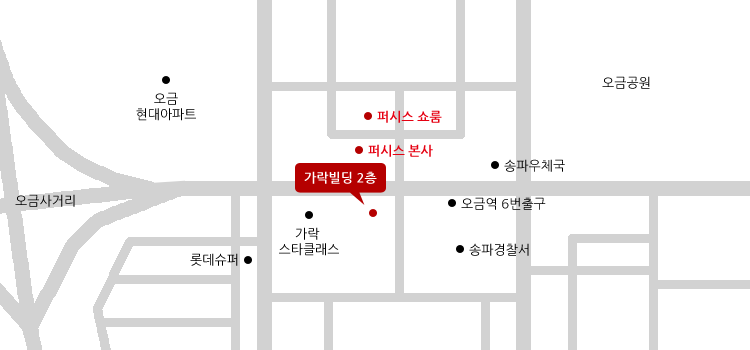 오금공원
오금
현대아파트
퍼시스 쇼룸
퍼시스 본사
송파우체국
가락빌딩 2층
오금사거리
오금역 6번출구
가락
스타클래스
송파경찰서
롯데슈퍼